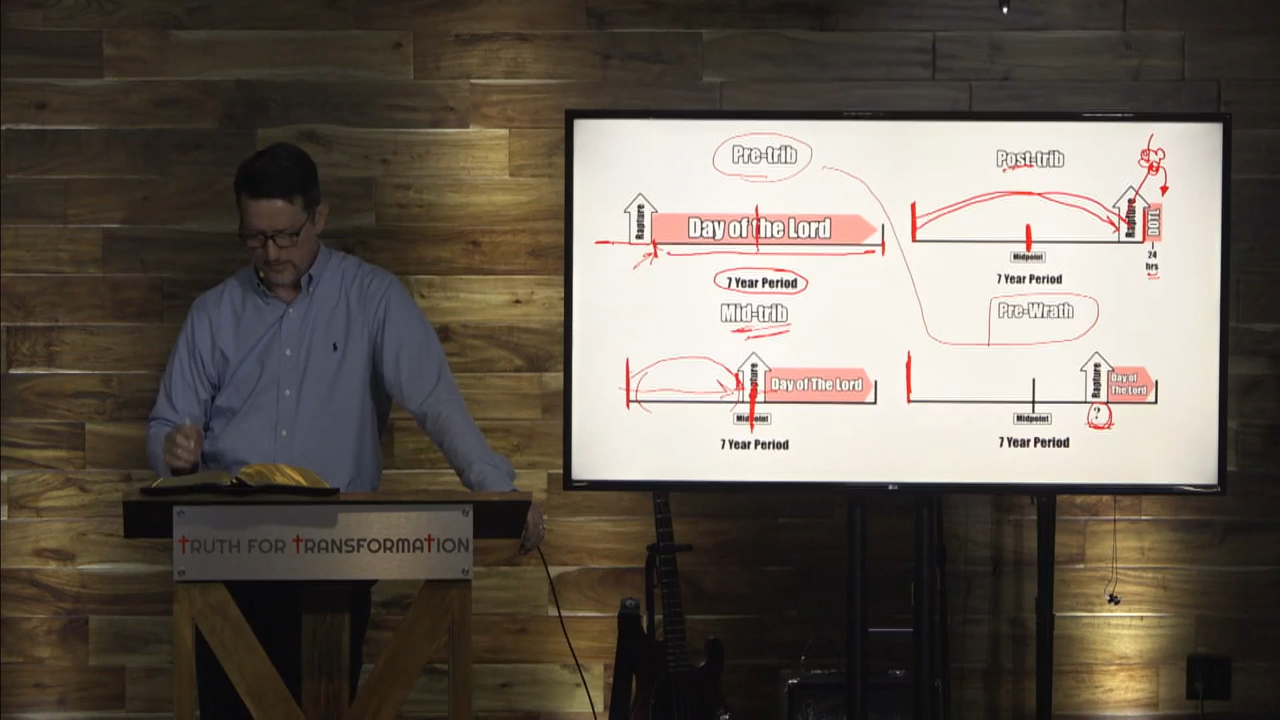 Pre-trib
Rapture
Day of the Lord
7 Year Period
Post-trib
Rapture
DOTL
Midpoint
24
hrs
7 Year Period
Mid-trib
Rapture
Day of The Lord
Midpoint
7 Year Period
Pre-Wrath
Rapture
Day of
The Lord
?
Midpoint
7 Year Period
TRUTH FOR TRANSFORMATION
LG